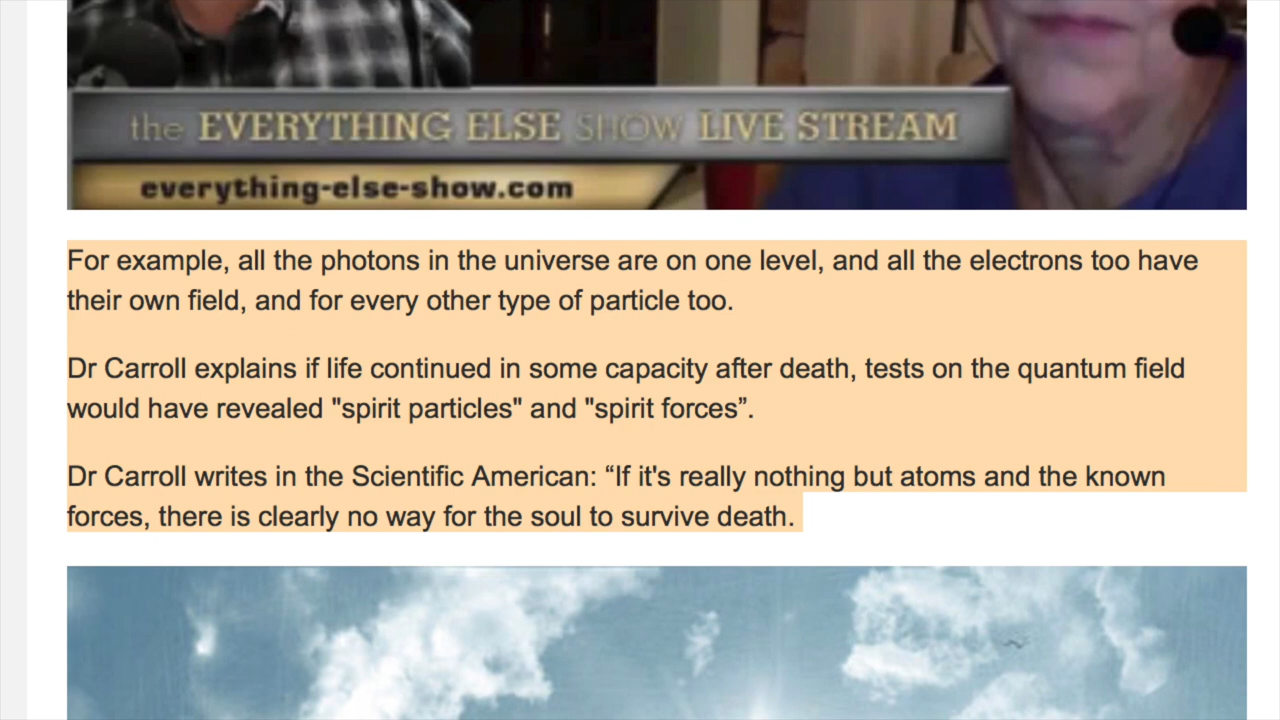 the EVERYTHING ELSE SHOW LIVE STREAM
everything-else-show.com
For example, all the photons in the universe are on one level, and all the electrons too have
their own field, and for every other type of particle too.
Dr Carroll explains if life continued in some capacity after death, tests on the quantum field
would have revealed "spirit particles" and "spirit forces”.
Dr Carroll writes in the Scientific American: “If it's really nothing but atoms and the known
forces, there is clearly no way for the soul to survive death.